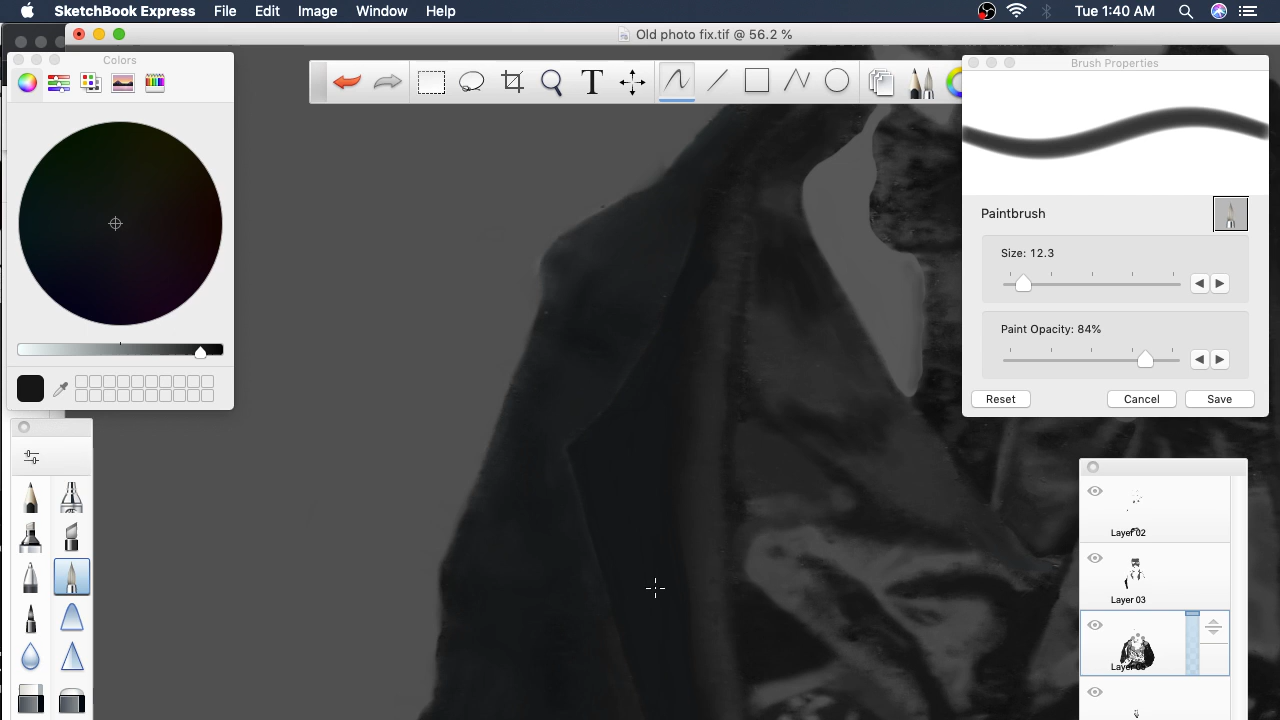 SketchBook Express File Edit Image Window Help Tue 1:40 AM
Old photo fix.tif @ 56.2 %
Colors
T
Brush Properties
Paintbrush
Size: 12.3
Paint Opacity: 84%
Reset Cancel Save
Layer 02
Layer 03